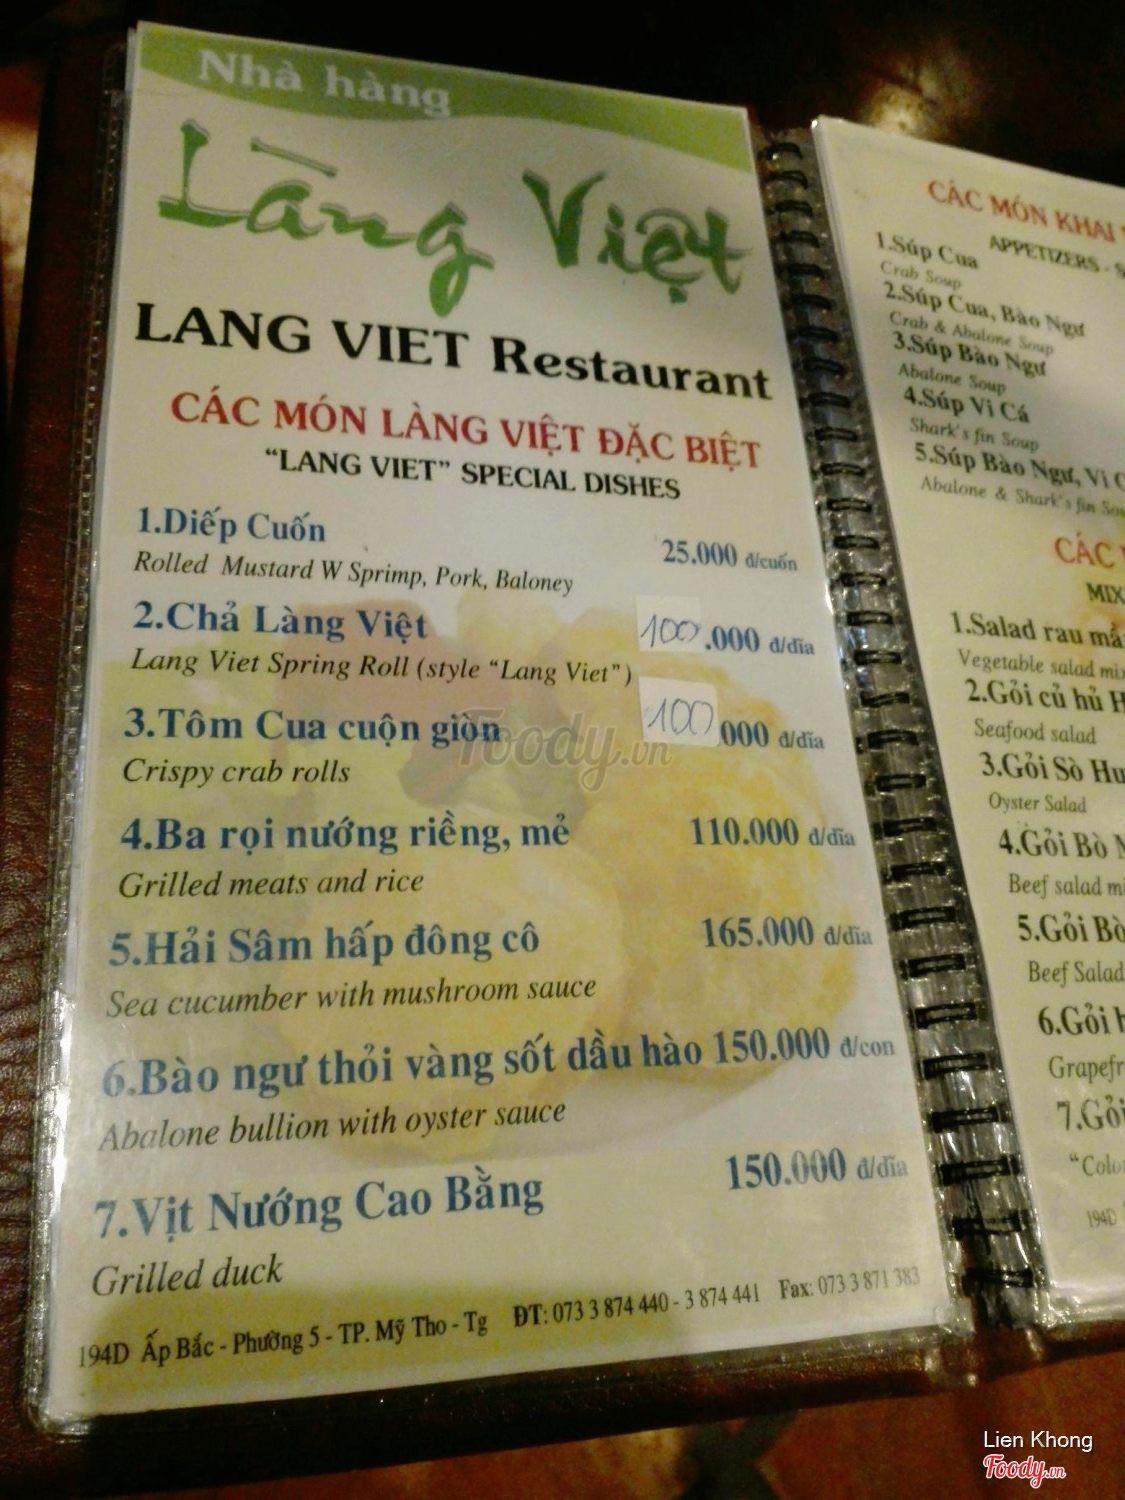 Nhà hàng
Làng Việt
LANG VIET Restaurant
CÁC MÓN LÀNG VIỆT ĐẶC BIỆT
"LANG VIET" SPECIAL DISHES
1.Diếp Cuốn 25.000 đ/cuốn
Rolled Mustard W Sprimp, Pork, Baloney
2.Chả Làng Việt 100.000 đ/dĩa
Lang Viet Spring Roll (style "Lang Viet")
3.Tôm Cua cuộn giòn 100.000 đ/dĩa
Crispy crab rolls
4.Ba rọi nướng riềng, mẻ 110.000 đ/dĩa
Grilled meats and rice
5.Hải Sâm hấp đông cô 165.000 đ/dĩa
Sea cucumber with mushroom sauce
6.Bào ngư thỏi vàng sốt dầu hào 150.000 đ/con
Abalone bullion with oyster sauce
7.Vịt Nướng Cao Bằng 150.000 đ/dĩa
Grilled duck
194D Ấp Bắc - Phường 5 - TP. Mỹ Tho - Tg ĐT: 073 3 874 440 - 3 874 441 Fax: 073 3 871 383
CÁC MÓN KHAI
APPETIZERS -
1.Súp Cua
Crab Soup
2.Súp Cua, Bào Ngư
Crab & Abalone Soup
3.Súp Bào Ngư
Abalone Soup
4.Súp Vi Cá
Shark's fin Soup
5.Súp Bào Ngư, Vi
Abalone & Shark's fin
CÁC
MIX
1.Salad rau
Vegetable salad
2.Gỏi củ hủ
Seafood salad
3.Gỏi Sò
Oyster Salad
4.Gỏi Bò
Beef salad
5.Gỏi Bò
Beef Salad
6.Gỏi
7.Gỏi
194D
Foody.vn
Lien Khong
Foody.vn